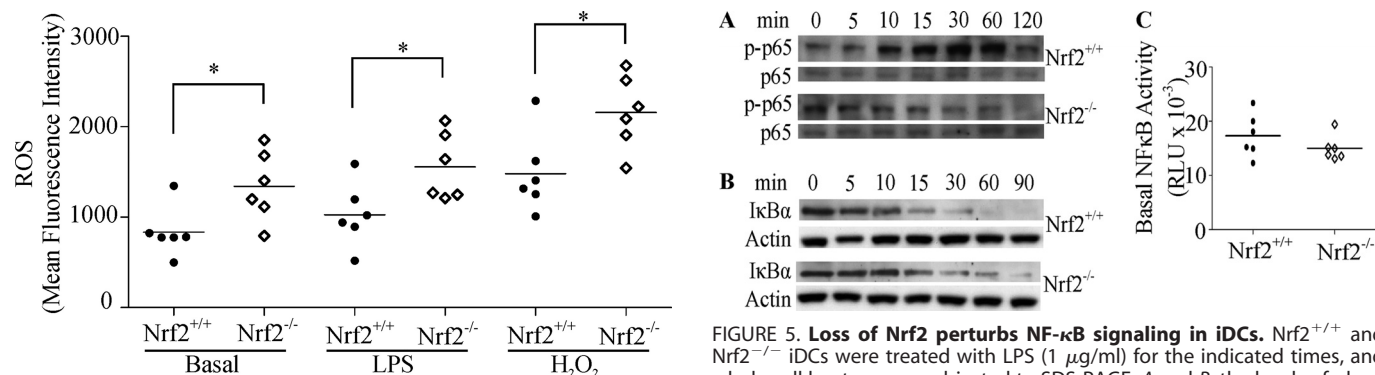 ROS
(Mean Fluorescence Intensity)
3000
2000
1000
0
*
*
*
Nrf2+/+ Nrf2-/- Nrf2+/+ Nrf2-/- Nrf2+/+ Nrf2-/-
Basal LPS H2O2
A min 0 5 10 15 30 60 120
p-p65
p65
Nrf2+/+
p-p65
p65
Nrf2-/-
B min 0 5 10 15 30 60 90
IκBα
Actin
Nrf2+/+
IκBα
Actin
Nrf2-/-
C
Basal NFκB Activity
(RLU x 10-3)
30
20
10
0
Nrf2+/+ Nrf2-/-
FIGURE 5. Loss of Nrf2 perturbs NF-κB signaling in iDCs. Nrf2+/+ and
Nrf2−/− iDCs were treated with LPS (1 μg/ml) for the indicated times, and